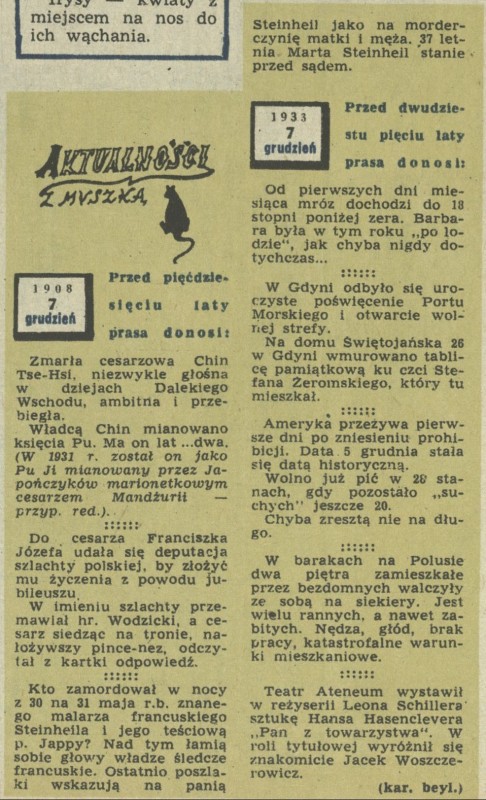 Irysy — kwiaty z
miejscem na nos do
ich wąchania.
AKTUALNOŚCI
Z MYSZKĄ
1908
7
grudzień
Przed pięćdzie-
sięciu laty
prasa donosi:
Zmarła cesarzowa Chin
Tse-Hsi, niezwykle głośna
w dziejach Dalekiego
Wschodu, ambitna i prze-
biegła.
Władcą Chin mianowano
księcia Pu. Ma on lat ...dwa.
(W 1931 r. został on jako
Pu Ji mianowany przez Ja-
pończyków marionetkowym
cesarzem Mandżurii —
przyp. red.).
::::::
Do cesarza Franciszka
Józefa udała się deputacja
szlachty polskiej, by złożyć
mu życzenia z powodu ju-
bileuszu.
W imieniu szlachty prze-
mawiał hr. Wodzicki, a ce-
sarz siedząc na tronie, na-
łożywszy pince-nez, odczy-
tał z kartki odpowiedź.
::::::
Kto zamordował w nocy
z 30 na 31 maja r.b. znane-
go malarza francuskiego
Steinheila i jego teściową
p. Jappy? Nad tym łamią
sobie głowy władze śledcze
francuskie. Ostatnio poszla-
ki wskazują na panią
Steinheil jako na morder-
czynię matki i męża. 37 let-
nia Marta Steinheil stanie
przed sądem.
1933
7
grudzień
Przed dwudzie-
stu pięciu laty
prasa donosi:
Od pierwszych dni mie-
siąca mróz dochodzi do 18
stopni poniżej zera. Barba-
ra była w tym roku „po lo-
dzie“, jak chyba nigdy do-
tychczas...
::::::
W Gdyni odbyło się uro-
czyste poświęcenie Portu
Morskiego i otwarcie wol-
nej strefy.
Na domu Świętojańska 26
w Gdyni wmurowano tabli-
cę pamiątkową ku czci Ste-
fana Żeromskiego, który tu
mieszkał.
::::::
Ameryka przeżywa pierw-
sze dni po zniesieniu prohi-
bicji. Data 5 grudnia stała
się datą historyczną.
Wolno już pić w 28 sta-
nach, gdy pozostało „su-
chych“ jeszcze 20.
Chyba zresztą nie na dłu-
go.
::::::
W barakach na Polusie
dwa piętra zamieszkałe
przez bezdomnych walczyły
ze sobą na siekiery. Jest
wielu rannych, a nawet za-
bitych. Nędza, głód, brak
pracy, katastrofalne warun-
ki mieszkaniowe.
::::::
Teatr Ateneum wystawił
w reżyserii Leona Schillera
sztukę Hansa Hasenclevera
„Pan z towarzystwa“. W
roli tytułowej wyróżnił się
znakomicie Jacek Woszcze-
rowicz.
(kar. beyl.)